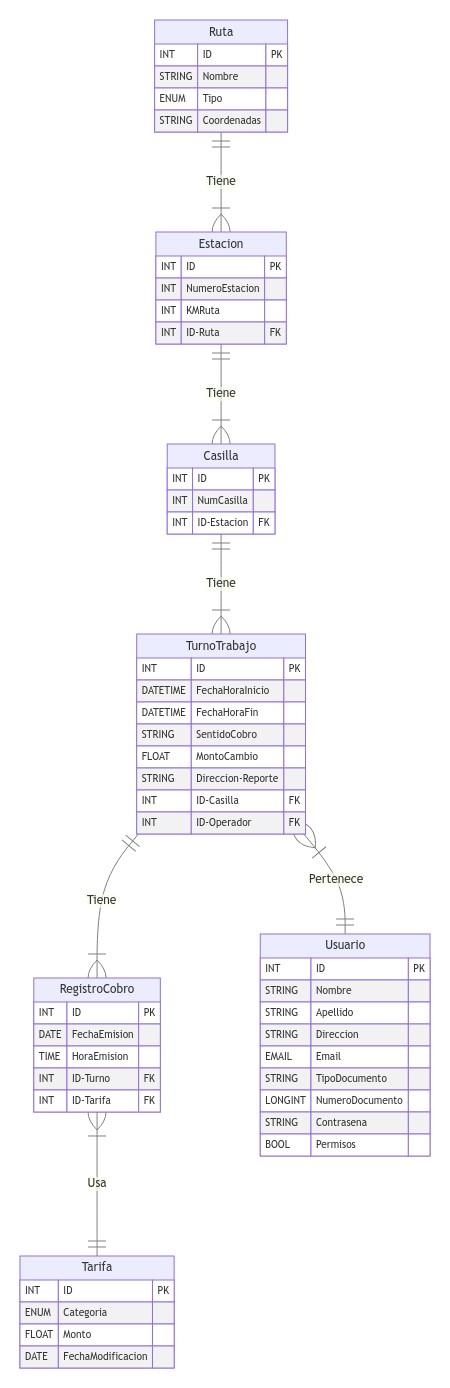 Ruta
INT ID PK
STRING Nombre
ENUM Tipo
STRING Coordenadas
Tiene
Estacion
INT ID PK
INT NumeroEstacion
INT KMRuta
INT ID-Ruta FK
Tiene
Casilla
INT ID PK
INT NumCasilla
INT ID-Estacion FK
Tiene
TurnoTrabajo
INT ID PK
DATETIME FechaHoraInicio
DATETIME FechaHoraFin
STRING SentidoCobro
FLOAT MontoCambio
STRING Direccion-Reporte
INT ID-Casilla FK
INT ID-Operador FK
Tiene
Pertenece
RegistroCobro
INT ID PK
DATE FechaEmision
TIME HoraEmision
INT ID-Turno FK
INT ID-Tarifa FK
Usuario
INT ID PK
STRING Nombre
STRING Apellido
STRING Direccion
EMAIL Email
STRING TipoDocumento
LONGINT NumeroDocumento
STRING Contrasena
BOOL Permisos
Usa
Tarifa
INT ID PK
ENUM Categoria
FLOAT Monto
DATE FechaModificacion